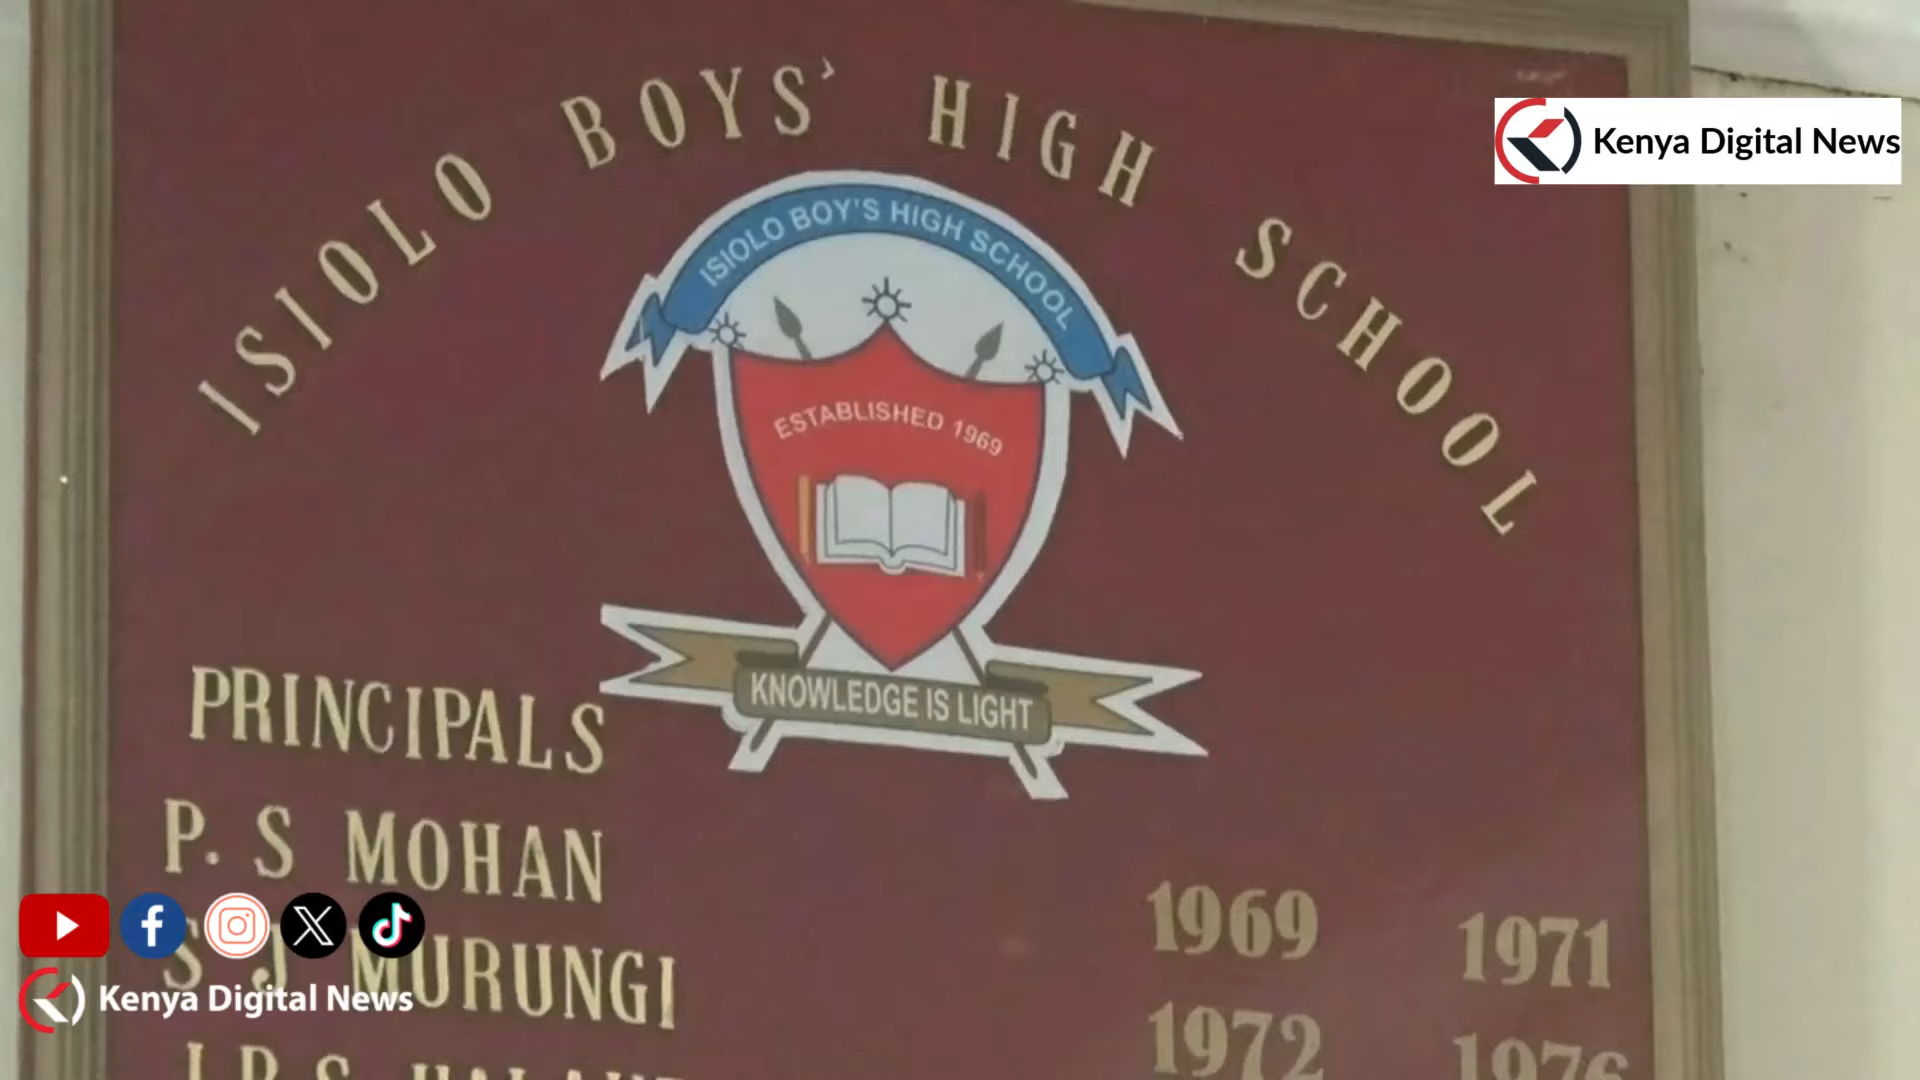 ISIOLO BOYS' HIGH SCHOOL
Kenya Digital News
ISIOLO BOY'S HIGH SCHOOL
ESTABLISHED 1969
KNOWLEDGE IS LIGHT
PRINCIPALS
P. S MOHAN 1969 1971
S J MURUNGI 1972 1976
Kenya Digital News